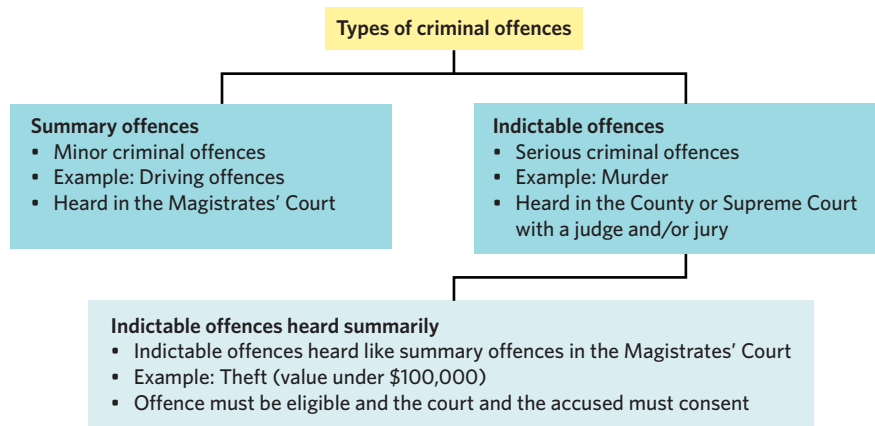 Types of criminal offences
Summary offences
• Minor criminal offences
• Example: Driving offences
• Heard in the Magistrates’ Court
Indictable offences
• Serious criminal offences
• Example: Murder
• Heard in the County or Supreme Court
with a judge and/or jury
Indictable offences heard summarily
• Indictable offences heard like summary offences in the Magistrates’ Court
• Example: Theft (value under $100,000)
• Offence must be eligible and the court and the accused must consent